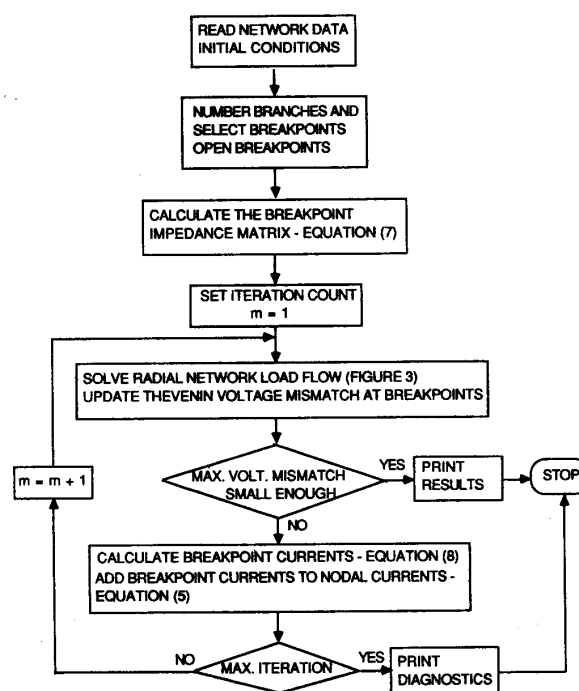 READ NETWORK DATA
INITIAL CONDITIONS
NUMBER BRANCHES AND
SELECT BREAKPOINTS
OPEN BREAKPOINTS
CALCULATE THE BREAKPOINT
IMPEDANCE MATRIX - EQUATION (7)
SET ITERATION COUNT
m = 1
SOLVE RADIAL NETWORK LOAD FLOW (FIGURE 3)
UPDATE THEVENIN VOLTAGE MISMATCH AT BREAKPOINTS
m = m + 1
MAX. VOLT. MISMATCH
SMALL ENOUGH
YES
PRINT
RESULTS
STOP
NO
CALCULATE BREAKPOINT CURRENTS - EQUATION (8)
ADD BREAKPOINT CURRENTS TO NODAL CURRENTS -
EQUATION (5)
NO
MAX. ITERATION
YES
PRINT
DIAGNOSTICS